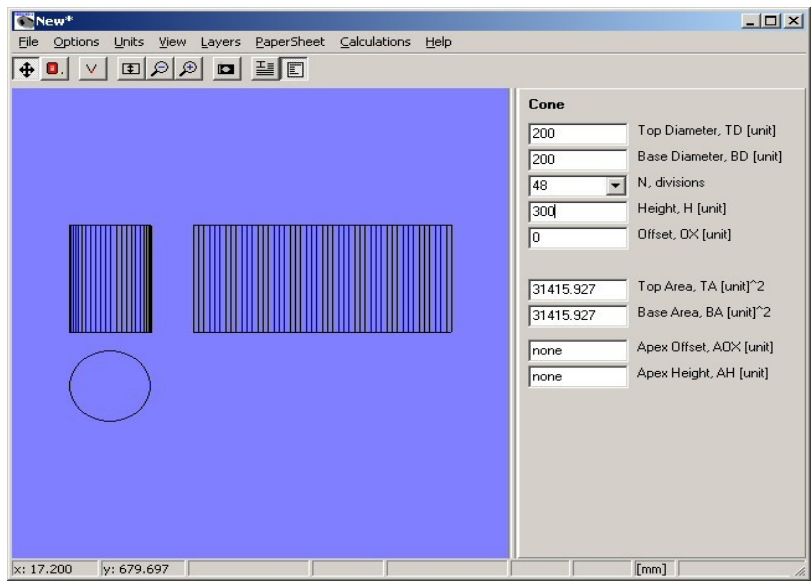 New*
File Options Units View Layers PaperSheet Calculations Help
Cone
200 Top Diameter, TD [unit]
200 Base Diameter, BD [unit]
48 N, divisions
300 Height, H [unit]
0 Offset, OX [unit]
31415.927 Top Area, TA [unit]^2
31415.927 Base Area, BA [unit]^2
none Apex Offset, AOX [unit]
none Apex Height, AH [unit]
x: 17.200 y: 679.697 [mm]